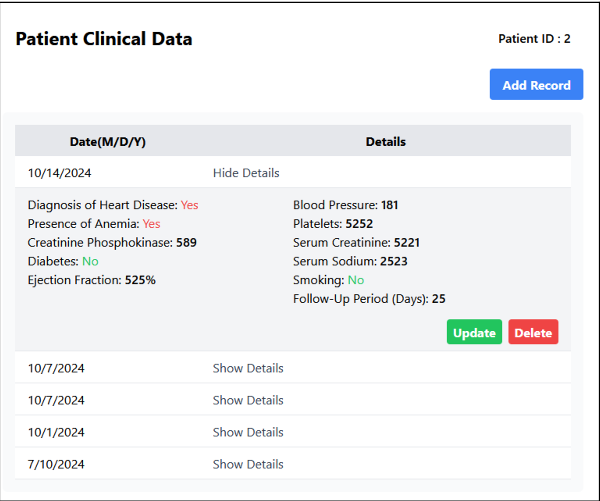 Patient Clinical Data
Patient ID : 2
Add Record
Date(M/D/Y) Details
10/14/2024 Hide Details
Diagnosis of Heart Disease: Yes
Presence of Anemia: Yes
Creatinine Phosphokinase: 589
Diabetes: No
Ejection Fraction: 525%
Blood Pressure: 181
Platelets: 5252
Serum Creatinine: 5221
Serum Sodium: 2523
Smoking: No
Follow-Up Period (Days): 25
Update Delete
10/7/2024 Show Details
10/7/2024 Show Details
10/1/2024 Show Details
7/10/2024 Show Details